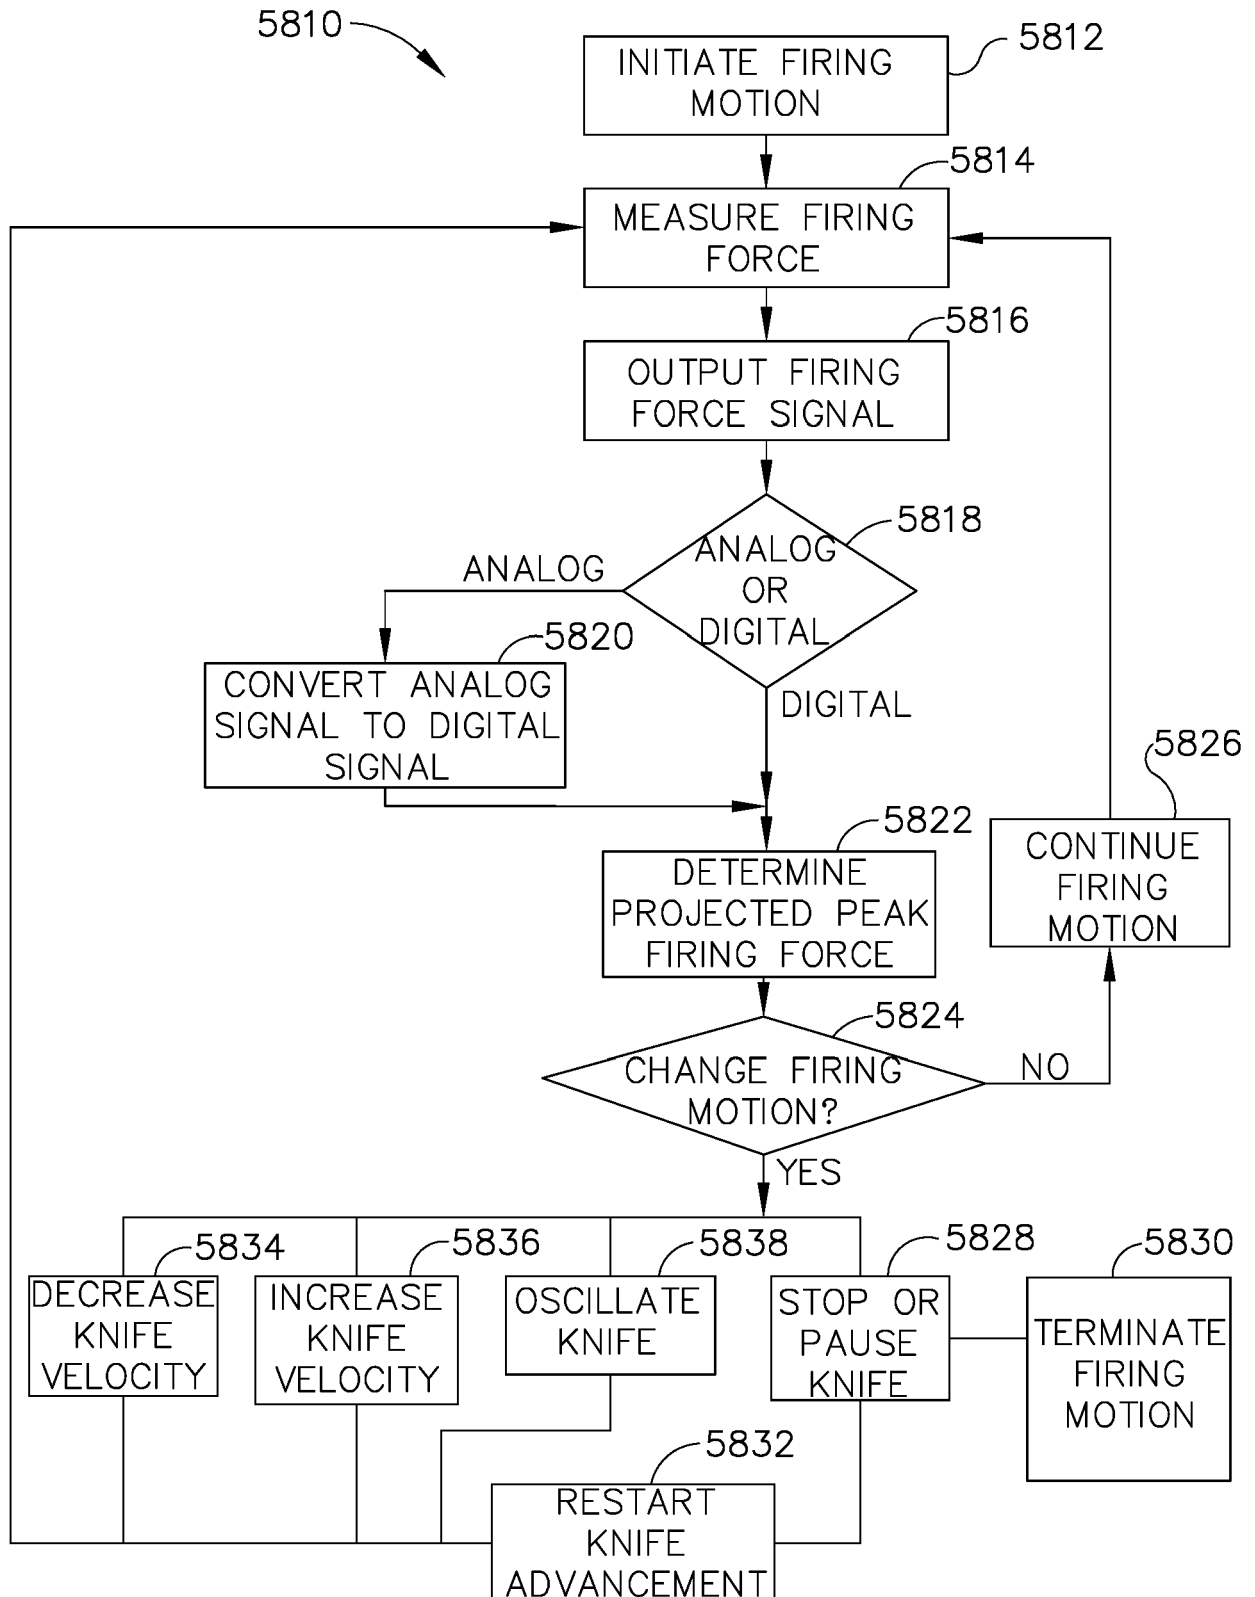 5810
5812
INITIATE FIRING
MOTION
5814
MEASURE FIRING
FORCE
5816
OUTPUT FIRING
FORCE SIGNAL
5818
ANALOG
OR
DIGITAL
ANALOG
DIGITAL
5820
CONVERT ANALOG
SIGNAL TO DIGITAL
SIGNAL
5822
DETERMINE
PROJECTED PEAK
FIRING FORCE
5826
CONTINUE
FIRING
MOTION
5824
CHANGE FIRING
MOTION?
NO
YES
5834
DECREASE
KNIFE
VELOCITY
5836
INCREASE
KNIFE
VELOCITY
5838
OSCILLATE
KNIFE
5828
STOP OR
PAUSE
KNIFE
5830
TERMINATE
FIRING
MOTION
5832
RESTART
KNIFE
ADVANCEMENT